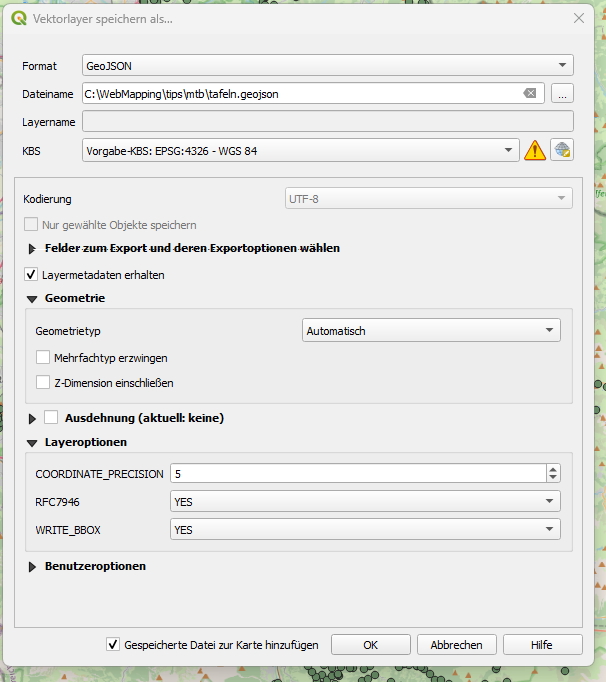 Vektorlayer speichern als...
Format GeoJSON
Dateiname C:\WebMapping\tips\mtb\tafeln.geojson ...
Layername
KBS Vorgabe-KBS: EPSG:4326 - WGS 84
Kodierung UTF-8
Nur gewählte Objekte speichern
Felder zum Export und deren Exportoptionen wählen
Layermetadaten erhalten
Geometrie
Geometrietyp Automatisch
Mehrfachtyp erzwingen
Z-Dimension einschließen
Ausdehnung (aktuell: keine)
Layeroptionen
COORDINATE_PRECISION 5
RFC7946 YES
WRITE_BBOX YES
Benutzeroptionen
Gespeicherte Datei zur Karte hinzufügen OK Abbrechen Hilfe